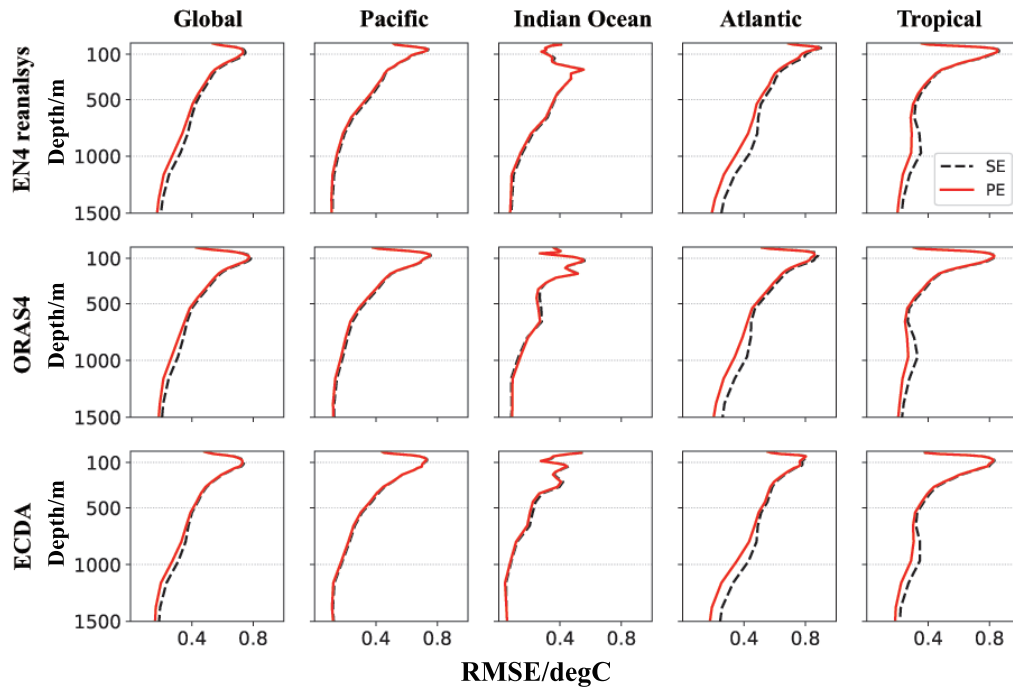 Global Pacific Indian Ocean Atlantic Tropical
EN4 reanalsys
Depth/m
100
500
1000
1500
SE
PE
ORAS4
Depth/m
100
500
1000
1500
ECDA
Depth/m
100
500
1000
1500
0.4 0.8 0.4 0.8 0.4 0.8 0.4 0.8 0.4 0.8
RMSE/degC